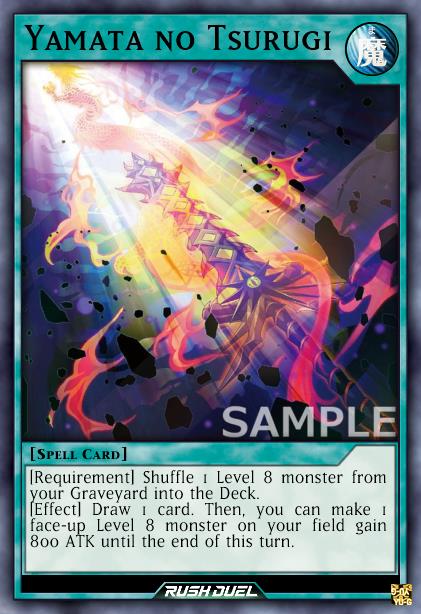 Yamata no Tsurugi
ま
魔
SAMPLE
[Spell Card]
[Requirement] Shuffle 1 Level 8 monster from
your Graveyard into the Deck.
[Effect] Draw 1 card. Then, you can make 1
face-up Level 8 monster on your field gain
800 ATK until the end of this turn.
RUSH DUEL